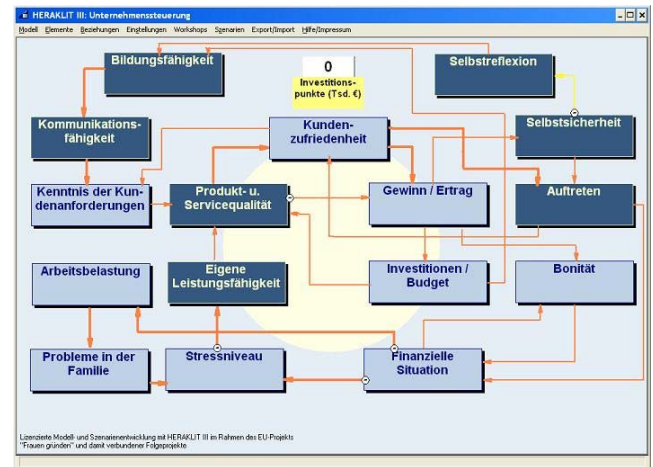 HERAKLIT III: Unternehmenssteuerung
Modell Elemente Beziehungen Einstellungen Workshops Szenarien Export/Import Hilfe/Impressum
Bildungsfähigkeit
0
Investitions-
punkte (Tsd. €)
Selbstreflexion
Kommunikations-
fähigkeit
Kunden-
zufriedenheit
Selbstsicherheit
Kenntnis der Kun-
denanforderungen
Produkt- u.
Servicequalität
Gewinn / Ertrag
Auftreten
Arbeitsbelastung
Eigene
Leistungsfähigkeit
Investitionen /
Budget
Bonität
Probleme in der
Familie
Stressniveau
Finanzielle
Situation
Lizenzierte Modell- und Szenarienentwicklung mit HERAKLIT III im Rahmen des EU-Projekts
"Frauen gründen" und damit verbundener Folgeprojekte